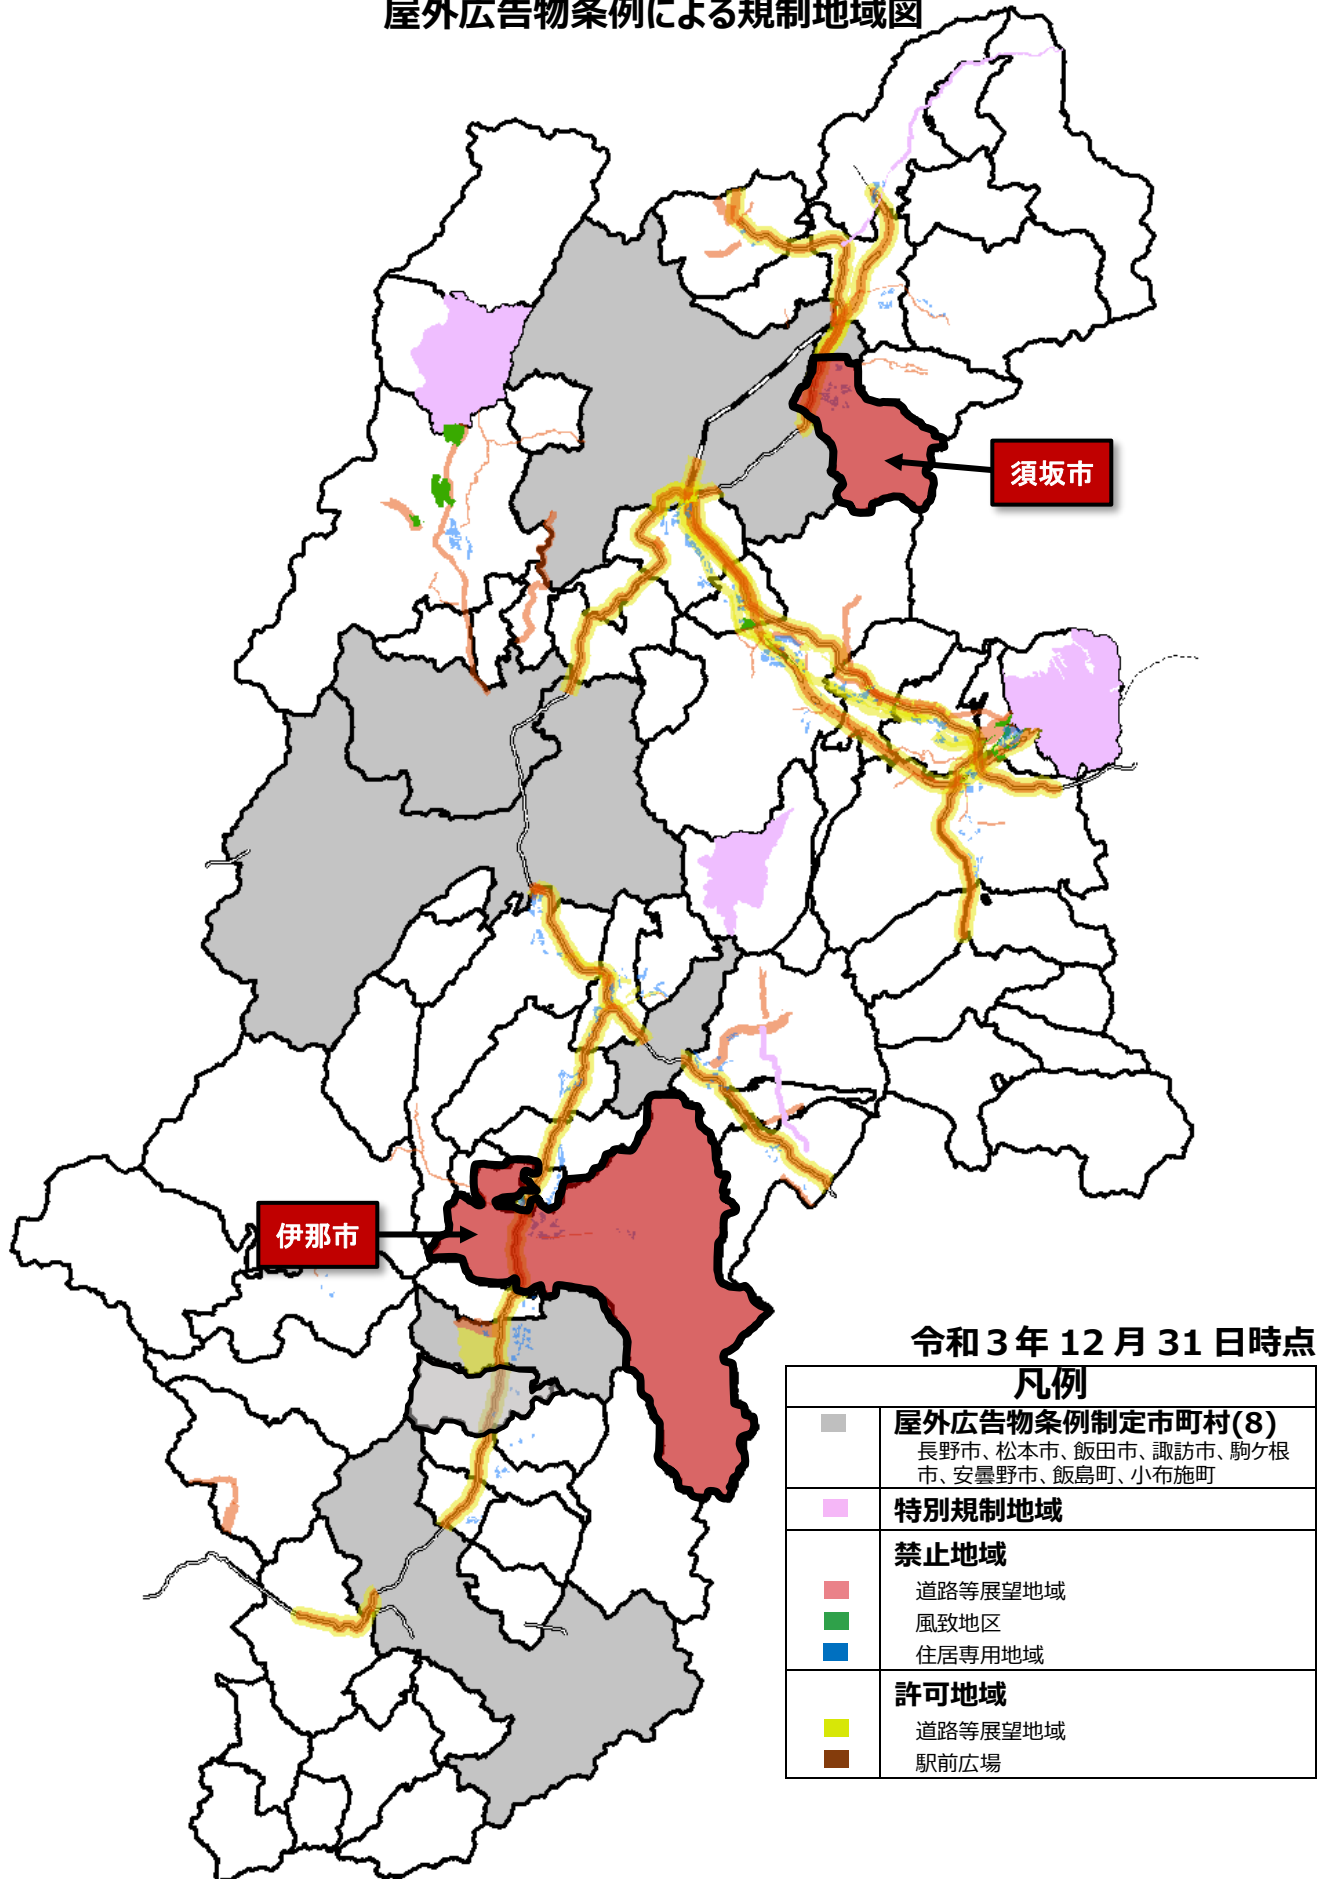 屋外広告物条例による規制地域図
須坂市
伊那市
令和3年 12 月 31 日時点
凡例
屋外広告物条例制定市町村(8)
長野市、松本市、飯田市、諏訪市、駒ケ根
市、安曇野市、飯島町、小布施町
特別規制地域
禁止地域
道路等展望地域
風致地区
住居専用地域
許可地域
道路等展望地域
駅前広場